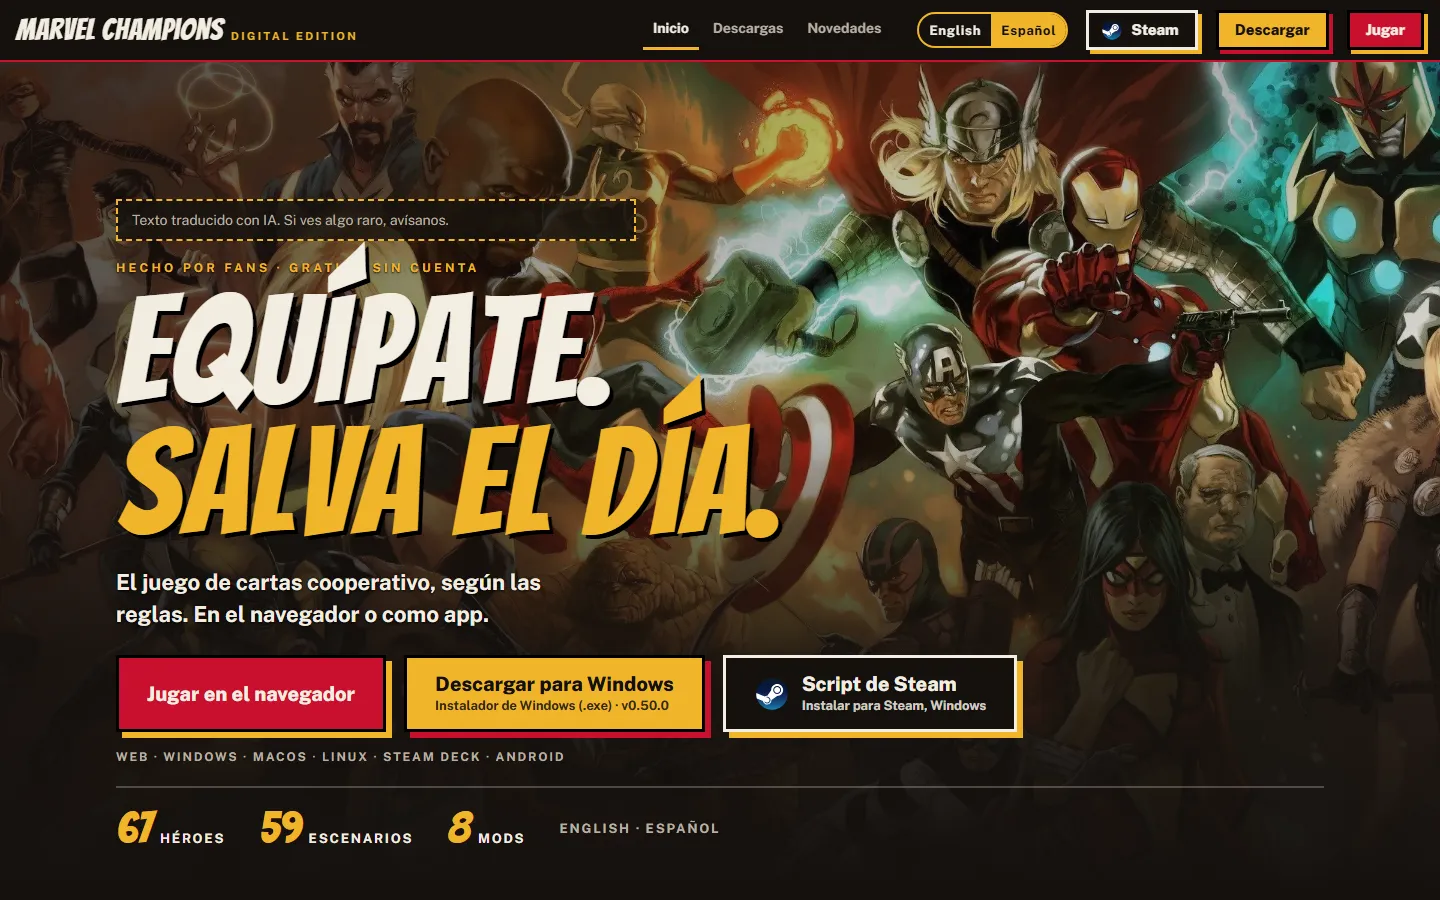 MARVEL CHAMPIONS DIGITAL EDITION
Inicio Descargas Novedades English Español Steam Descargar Jugar
Texto traducido con IA. Si ves algo raro, avísanos.
HECHO POR FANS · SIN CUENTA
EQUÍPATE.
SALVA EL DÍA.
El juego de cartas cooperativo, según las
reglas. En el navegador o como app.
Jugar en el navegador
Descargar para Windows
Instalador de Windows (.exe) · v0.50.0
Script de Steam
Instalar para Steam, Windows
WEB · WINDOWS · MACOS · LINUX · STEAM DECK · ANDROID
67 HÉROES 59 ESCENARIOS 8 MODS ENGLISH · ESPAÑOL